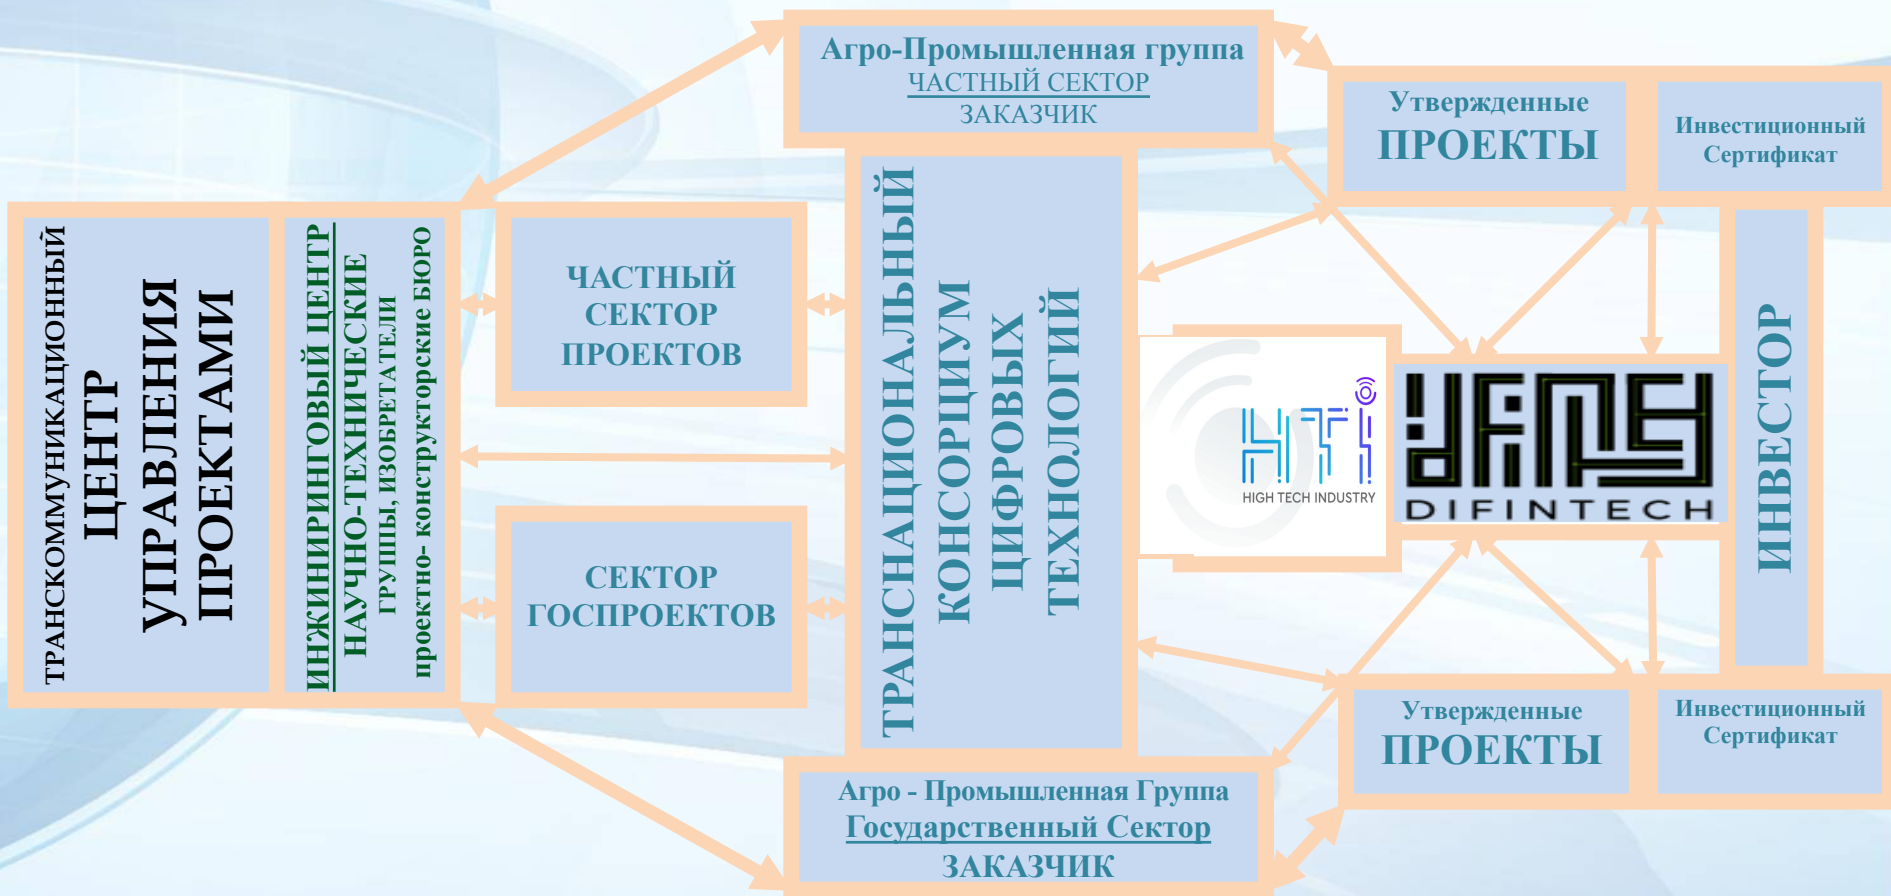 ТРАНСКОММУНИКАЦИОННЫЙ
ЦЕНТР
УПРАВЛЕНИЯ
ПРОЕКТАМИ
ИНЖИНИРИНГОВЫЙ ЦЕНТР
НАУЧНО-ТЕХНИЧЕСКИЕ
ГРУППЫ, ИЗОБРЕТАТЕЛИ
проектно- конструкторские БЮРО
ЧАСТНЫЙ
СЕКТОР
ПРОЕКТОВ
СЕКТОР
ГОСПРОЕКТОВ
Агро-Промышленная группа
ЧАСТНЫЙ СЕКТОР
ЗАКАЗЧИК
ТРАНСНАЦИОНАЛЬНЫЙ
КОНСОРЦИУМ
ЦИФРОВЫХ
ТЕХНОЛОГИЙ
Агро - Промышленная Группа
Государственный Сектор
ЗАКАЗЧИК
HTi
HIGH TECH INDUSTRY
DIFINTECH
Утвержденные
ПРОЕКТЫ
Инвестиционный
Сертификат
ИНВЕСТОР
Утвержденные
ПРОЕКТЫ
Инвестиционный
Сертификат